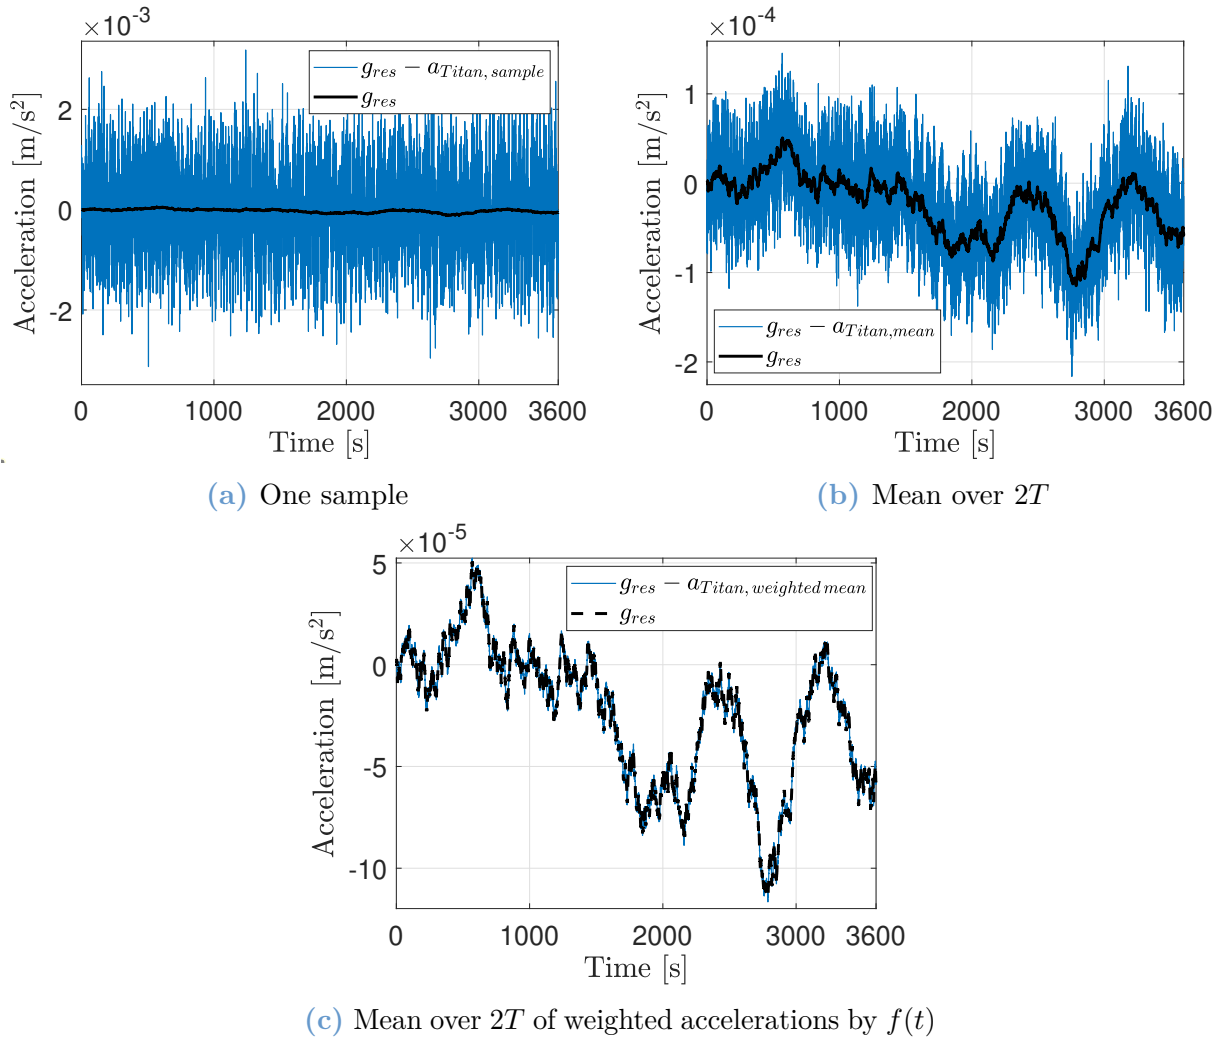 ×10⁻³
g_res − a_Titan, sample
g_res
2
0
-2
Acceleration [m/s²]
0 1000 2000 3000 3600
Time [s]
(a) One sample
×10⁻⁴
1
0
-1
-2
Acceleration [m/s²]
g_res − a_Titan,mean
g_res
0 1000 2000 3000 3600
Time [s]
(b) Mean over 2T
×10⁻⁵
5
g_res − a_Titan, weighted mean
g_res
0
-5
-10
Acceleration [m/s²]
0 1000 2000 3000 3600
Time [s]
(c) Mean over 2T of weighted accelerations by f(t)